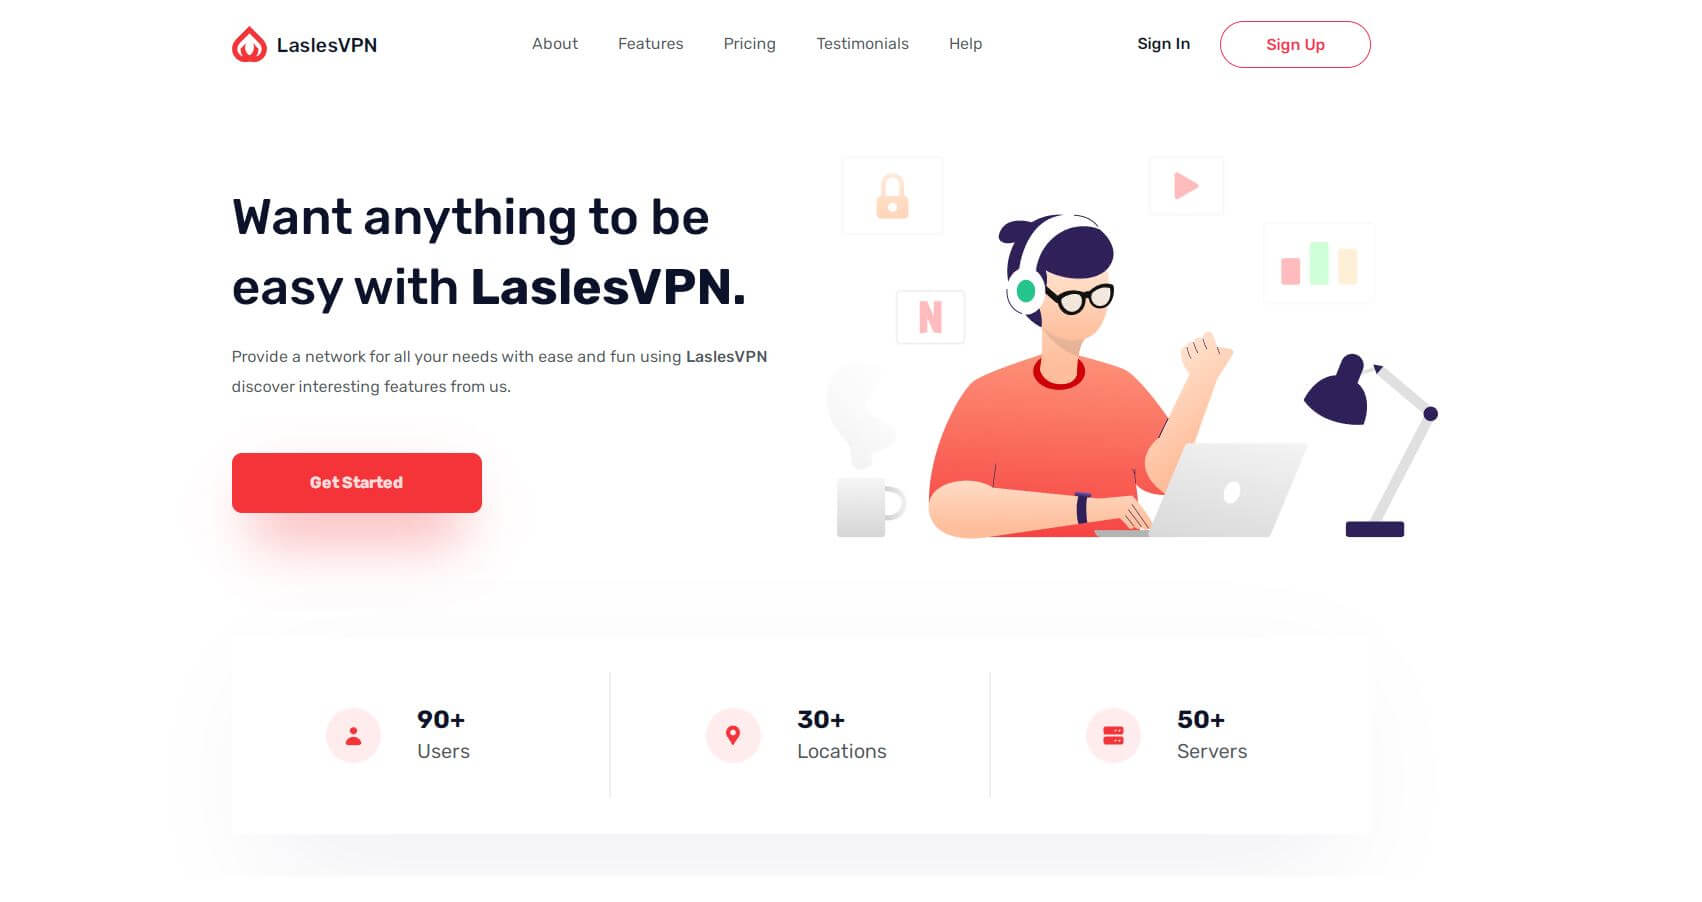 LaslesVPN
About
Features
Pricing
Testimonials
Help
Sign In
Sign Up
Want anything to be
easy with LaslesVPN.
Provide a network for all your needs with ease and fun using LaslesVPN
discover interesting features from us.
Get Started
N
90+
Users
30+
Locations
50+
Servers